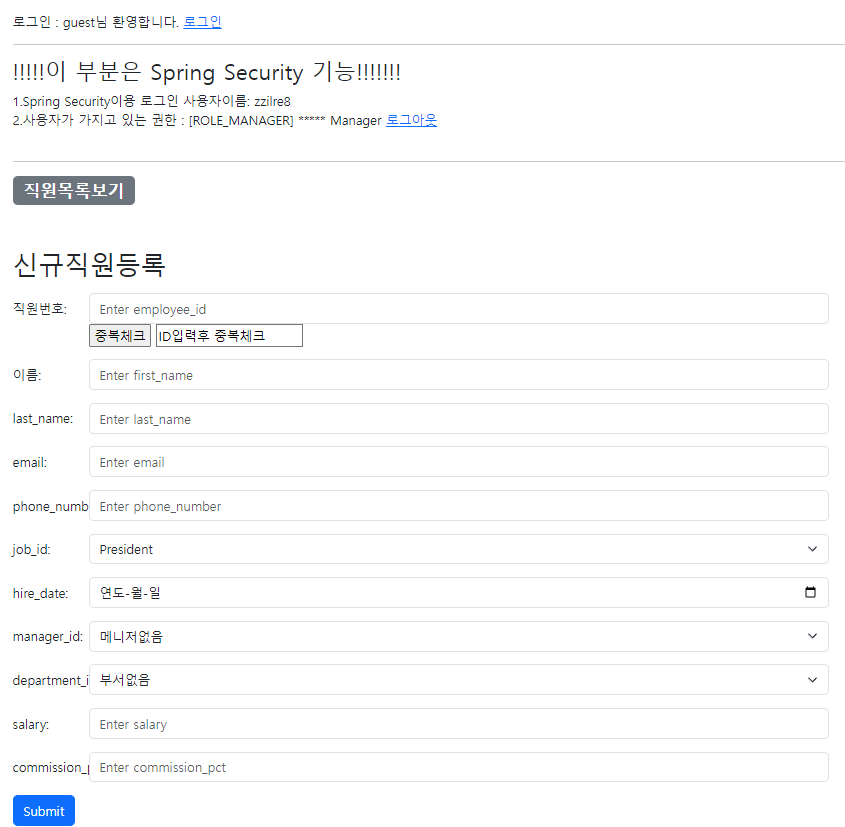 로그인 : guest님 환영합니다. 로그인
!!!!!이 부분은 Spring Security 기능!!!!!!!
1.Spring Security이용 로그인 사용자이름: zzilre8
2.사용자가 가지고 있는 권한 : [ROLE_MANAGER] ***** Manager 로그아웃
직원목록보기
신규직원등록
직원번호: Enter employee_id
중복체크 ID입력후 중복체크
이름: Enter first_name
last_name: Enter last_name
email: Enter email
phone_numb Enter phone_number
job_id: President
hire_date: 연도-월-일
manager_id: 메니저없음
department_i 부서없음
salary: Enter salary
commission_p Enter commission_pct
Submit